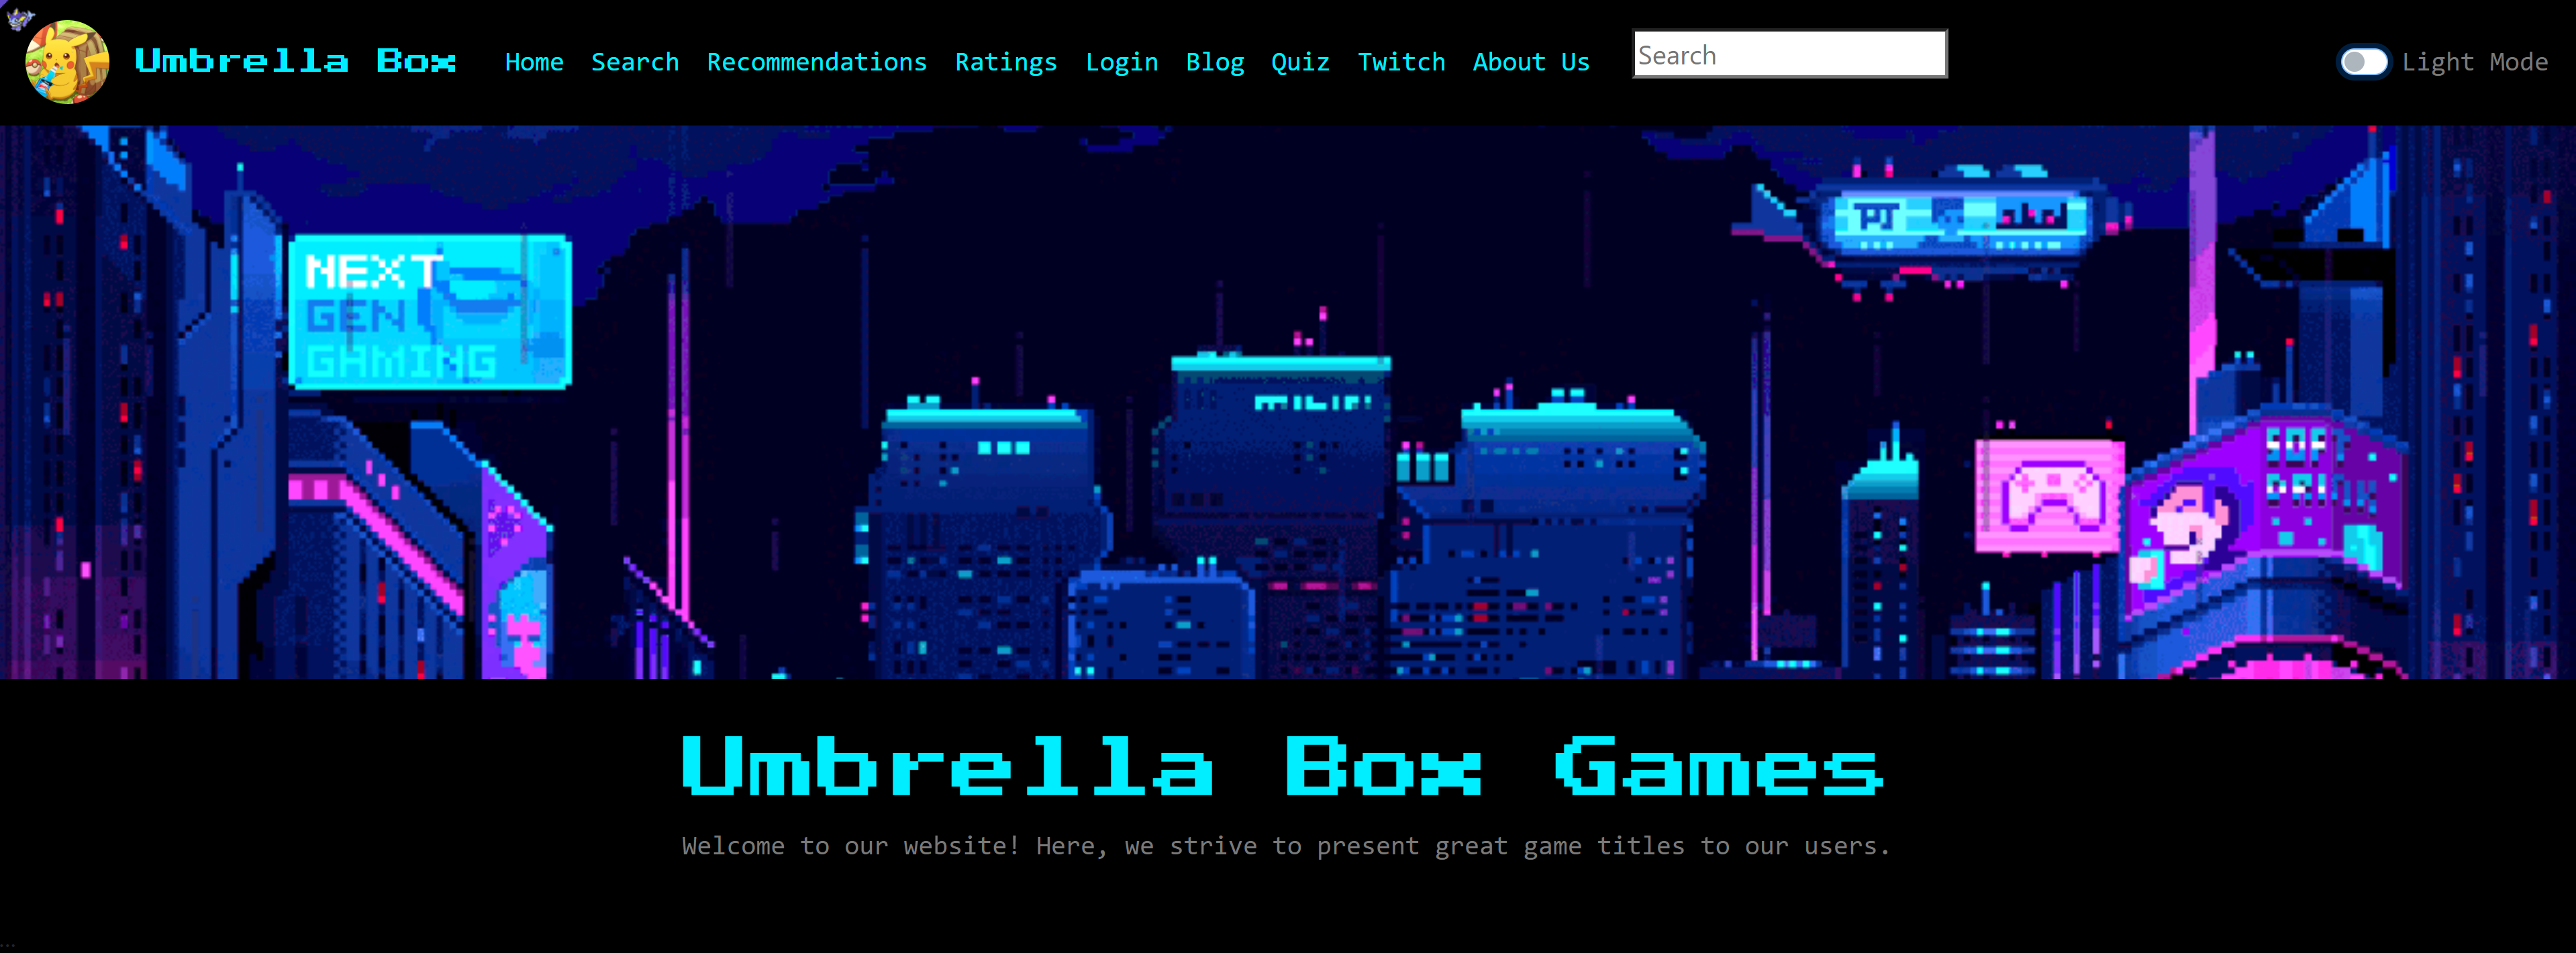 Umbrella Box Home Search Recommendations Ratings Login Blog Quiz Twitch About Us Search Light Mode
NEXT
GEN
GAMING
Umbrella Box Games
Welcome to our website! Here, we strive to present great game titles to our users.
...